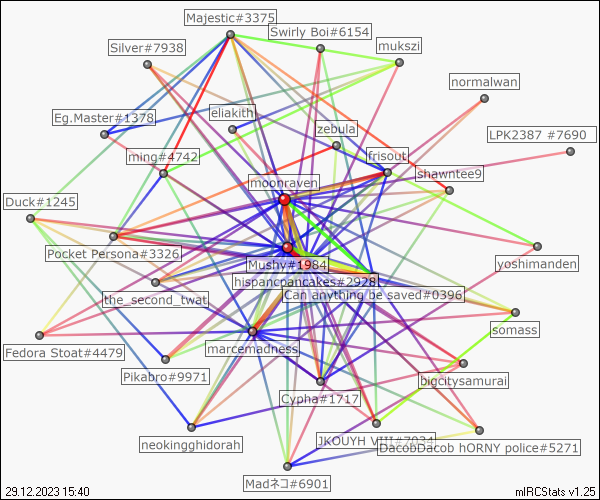 Majestic#3375
Swirly Boi#6154
Silver#7938
mukszi
normalwan
Eg.Master#1378
eliakith
zebula
LPK2387 #7690
ming#4742
frisout
shawntee9
moonraven
Duck#1245
Pocket Persona#3326
yoshimanden
Mushy#1984
hispancpancakes#2928
Can anything be saved#0396
the_second_twat
somass
Fedora Stoat#4479
marcemadness
Pikabro#9971
bigcitysamurai
Cypha#1717
neokingghidorah
JKOUYH VIII#7034
DacobDacob hORNY police#5271
Madネコ#6901
29.12.2023 15:40
mIRCStats v1.25